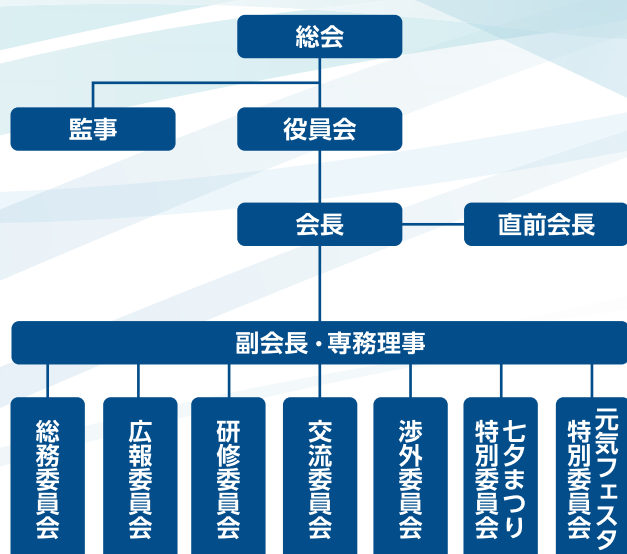 総会
監事
役員会
会長
直前会長
副会長・専務理事
総務委員会
広報委員会
研修委員会
交流委員会
渉外委員会
七夕まつり
特別委員会
元気フェスタ
特別委員会